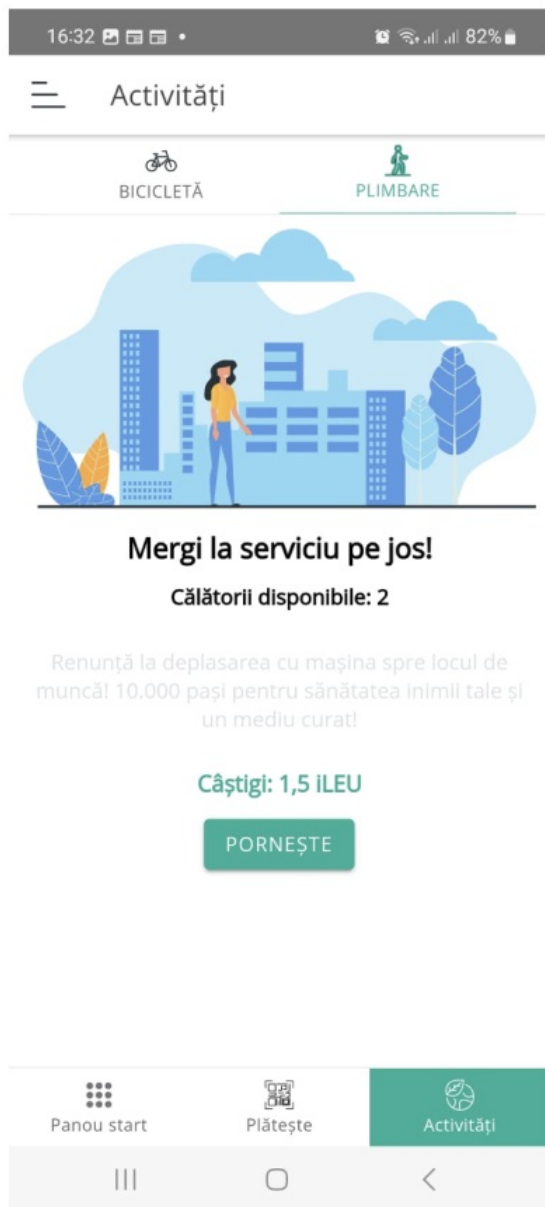 16:32
82%
Activități
BICICLETĂ
PLIMBARE
Mergi la serviciu pe jos!
Călătorii disponibile: 2
Renunță la deplasarea cu mașina spre locul de
muncă! 10.000 pași pentru sănătatea inimii tale și
un mediu curat!
Câștigi: 1,5 iLEU
PORNEȘTE
Panou start
Plătește
Activități